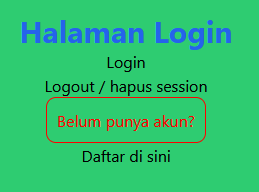 Halaman Login
Login
Logout / hapus session
Belum punya akun?
Daftar di sini